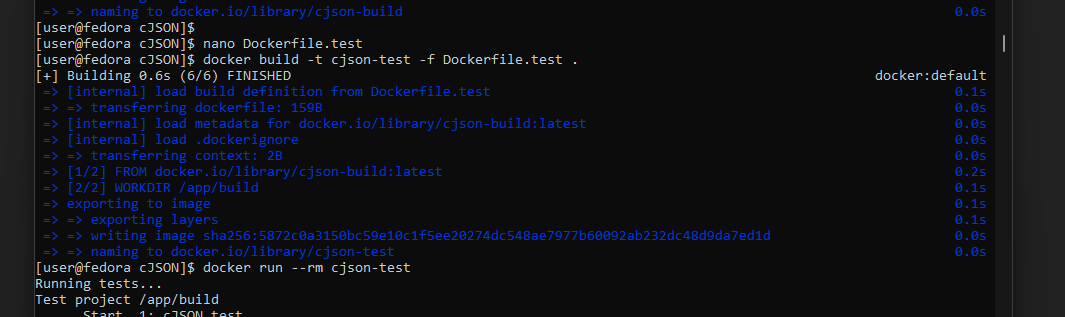 => => naming to docker.io/library/cjson-build 0.0s
[user@fedora cJSON]$
[user@fedora cJSON]$ nano Dockerfile.test
[user@fedora cJSON]$ docker build -t cjson-test -f Dockerfile.test .
[+] Building 0.6s (6/6) FINISHED docker:default
=> [internal] load build definition from Dockerfile.test 0.1s
=> => transferring dockerfile: 159B 0.0s
=> [internal] load metadata for docker.io/library/cjson-build:latest 0.0s
=> [internal] load .dockerignore 0.0s
=> => transferring context: 2B 0.0s
=> [1/2] FROM docker.io/library/cjson-build:latest 0.2s
=> [2/2] WORKDIR /app/build 0.1s
=> exporting to image 0.1s
=> => exporting layers 0.1s
=> => writing image sha256:5872c0a3150bc59e10c1f5ee20274dc548ae7977b60092ab232dc48d9da7ed1d 0.0s
=> => naming to docker.io/library/cjson-test 0.0s
[user@fedora cJSON]$ docker run --rm cjson-test
Running tests...
Test project /app/build
Start 1: cJSON_test